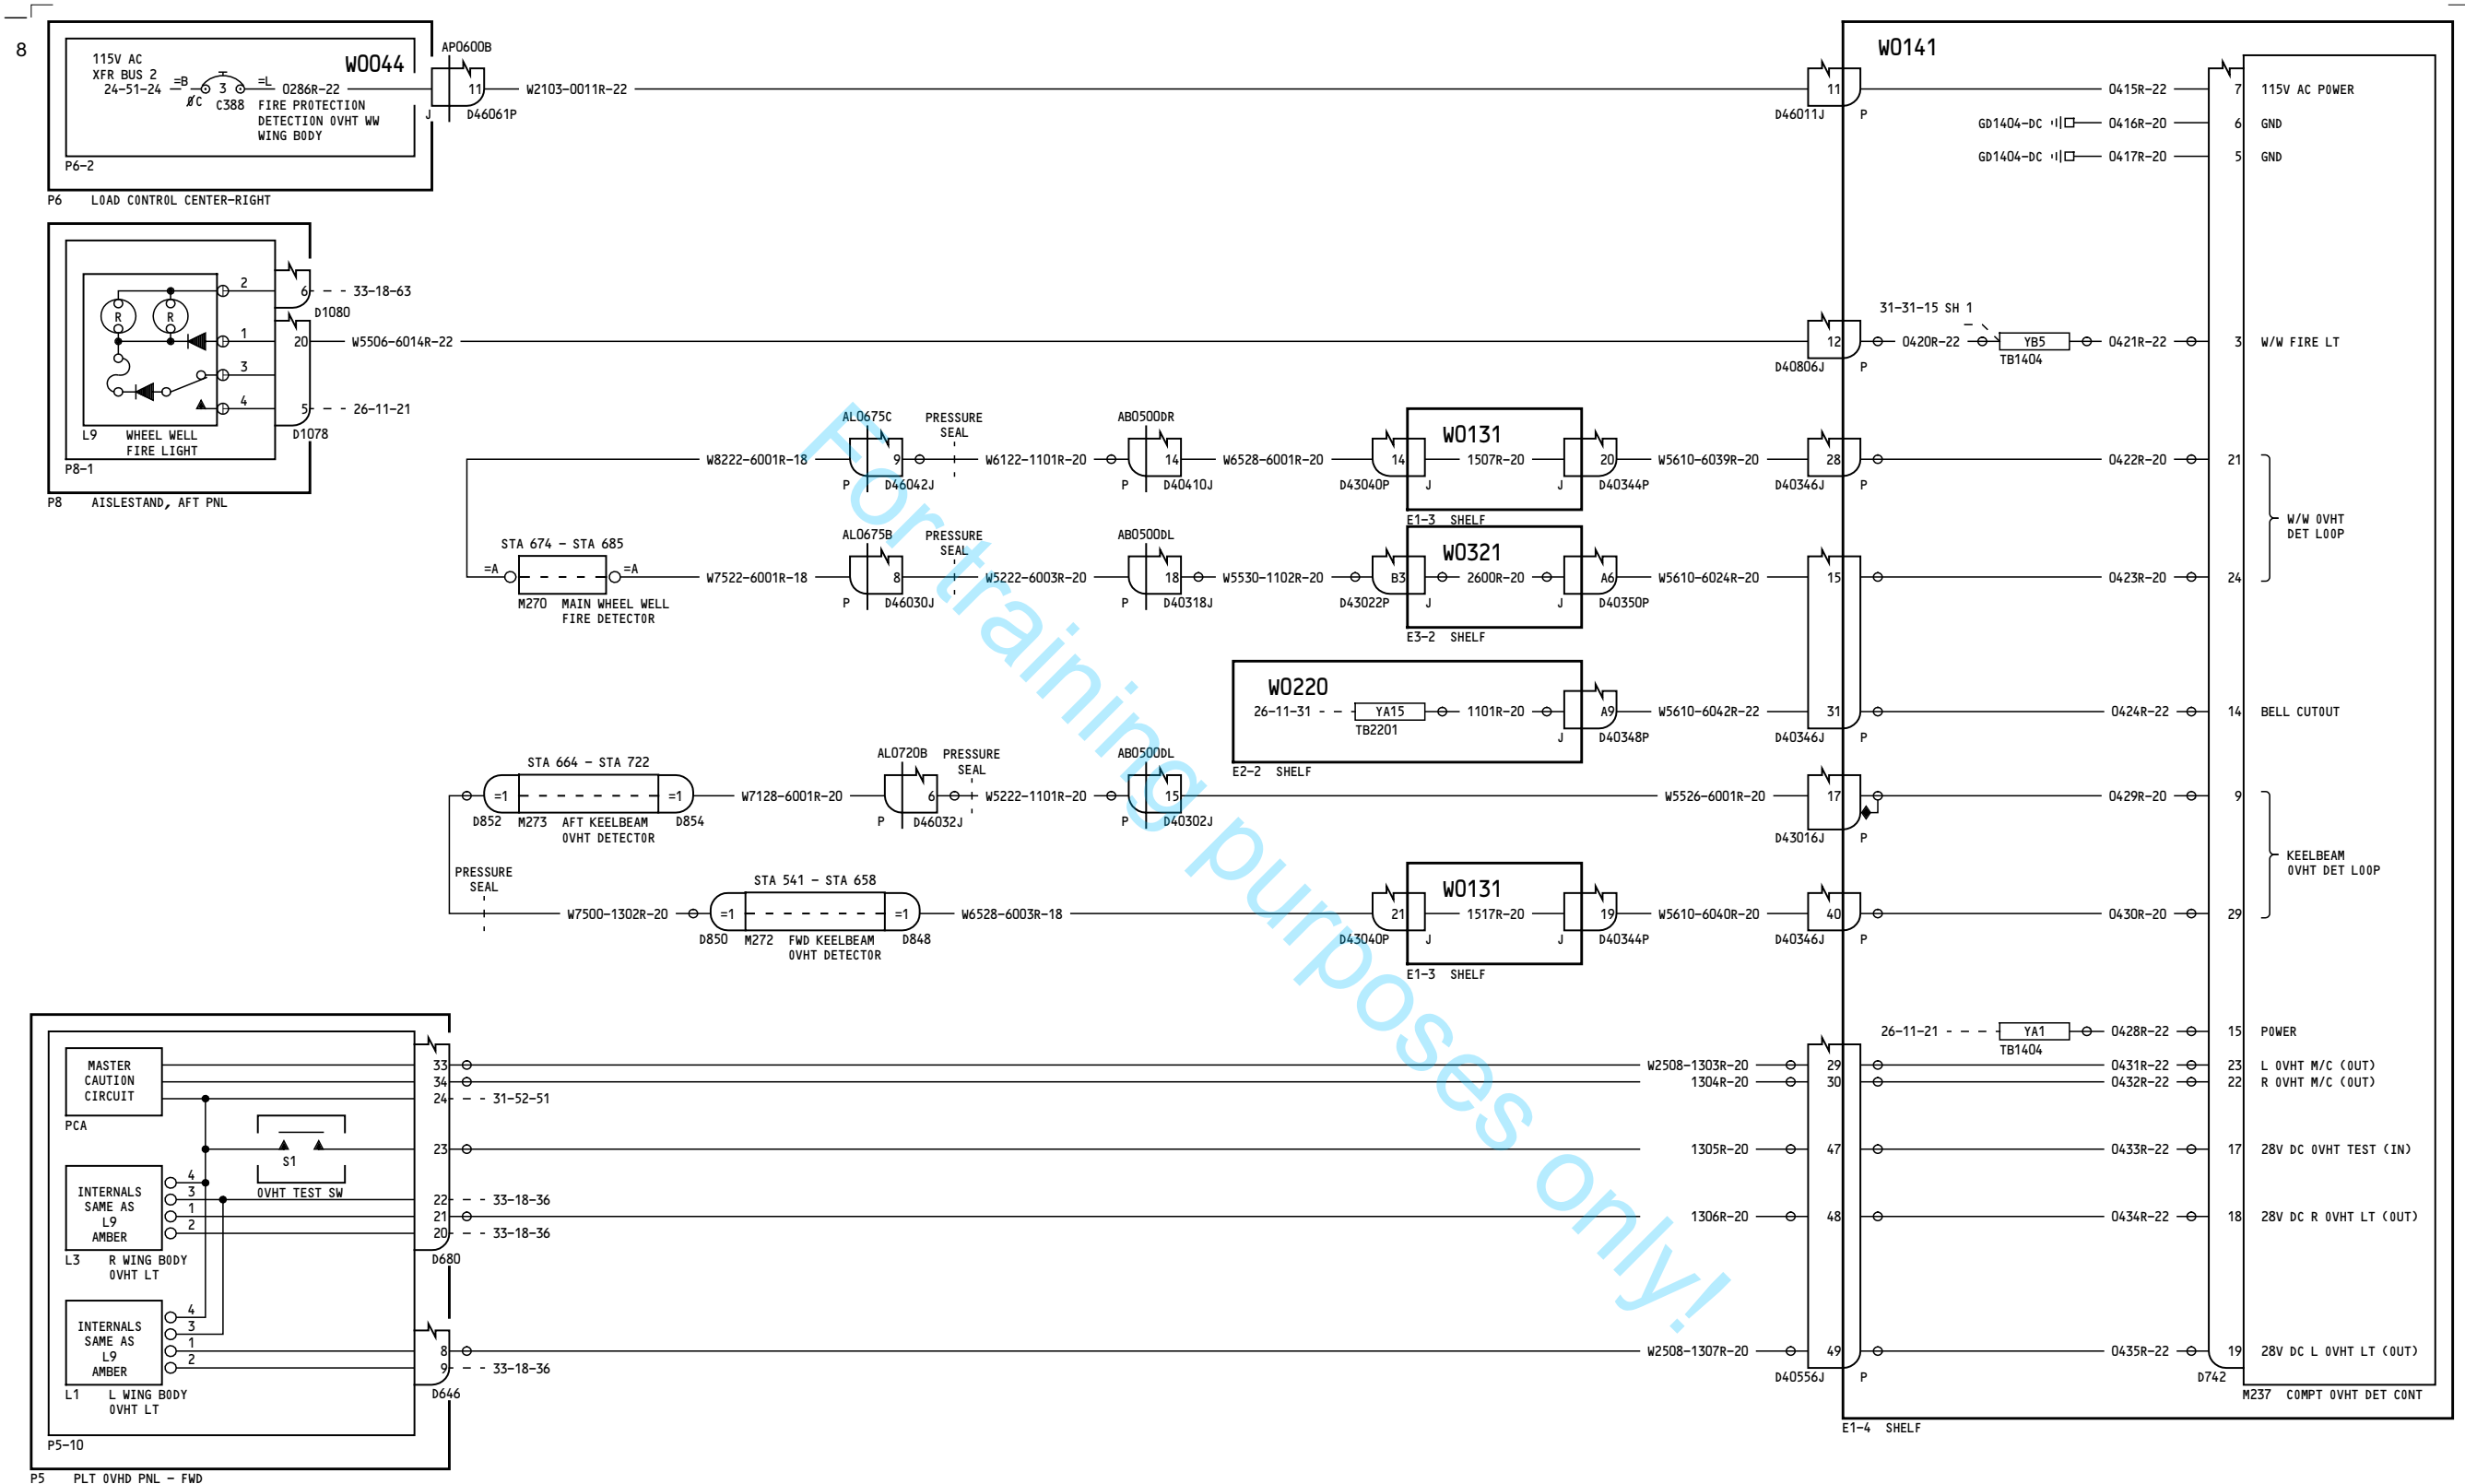 8
115V AC
XFR BUS 2
24-51-24
=B
ØC
3
C388
=L
0286R-22
W0044
FIRE PROTECTION
DETECTION OVHT WW
WING BODY
P6-2
P6 LOAD CONTROL CENTER-RIGHT
AP0600B
11
J
D46061P
W2103-0011R-22
11
D46011J
P
W0141
0415R-22
7
115V AC POWER
GD1404-DC
0416R-20
6
GND
GD1404-DC
0417R-20
5
GND
2
6
33-18-63
D1080
R
R
1
20
W5506-6014R-22
3
4
5
26-11-21
D1078
L9 WHEEL WELL
FIRE LIGHT
P8-1
P8 AISLESTAND, AFT PNL
12
D40806J
P
0420R-22
31-31-15 SH 1
YB5
TB1404
0421R-22
3
W/W FIRE LT
W8222-6001R-18
AL0675C
9
P
D46042J
PRESSURE
SEAL
W6122-1101R-20
AB0500DR
14
P
D40410J
W6528-6001R-20
14
D43040P
J
W0131
1507R-20
20
J
D40344P
E1-3 SHELF
W5610-6039R-20
28
D40346J
P
0422R-20
21
W/W OVHT
DET LOOP
STA 674 - STA 685
=A
=A
M270 MAIN WHEEL WELL
FIRE DETECTOR
W7522-6001R-18
AL0675B
8
P
D46030J
PRESSURE
SEAL
W5222-6003R-20
AB0500DL
18
P
D40318J
W5530-1102R-20
B3
D43022P
J
W0321
2600R-20
A6
J
D40350P
E3-2 SHELF
W5610-6024R-20
15
0423R-20
24
W0220
26-11-31
YA15
TB2201
1101R-20
A9
J
D40348P
E2-2 SHELF
W5610-6042R-22
31
D40346J
P
0424R-22
14
BELL CUTOUT
STA 664 - STA 722
=1
=1
D852
M273 AFT KEELBEAM
OVHT DETECTOR
D854
W7128-6001R-20
AL0720B
6
P
D46032J
PRESSURE
SEAL
W5222-1101R-20
AB0500DL
15
P
D40302J
W5526-6001R-20
17
D43016J
P
0429R-20
9
KEELBEAM
OVHT DET LOOP
PRESSURE
SEAL
W7500-1302R-20
STA 541 - STA 658
=1
=1
D850
M272 FWD KEELBEAM
OVHT DETECTOR
D848
W6528-6003R-18
21
D43040P
J
W0131
1517R-20
19
J
D40344P
E1-3 SHELF
W5610-6040R-20
40
D40346J
P
0430R-20
29
26-11-21
YA1
TB1404
0428R-22
15
POWER
MASTER
CAUTION
CIRCUIT
PCA
33
W2508-1303R-20
29
0431R-22
23
L OVHT M/C (OUT)
34
1304R-20
30
0432R-22
22
R OVHT M/C (OUT)
24
31-52-51
S1
OVHT TEST SW
23
1305R-20
47
0433R-22
17
28V DC OVHT TEST (IN)
INTERNALS
SAME AS
L9
AMBER
4
3
1
2
22
33-18-36
21
1306R-20
48
0434R-22
18
28V DC R OVHT LT (OUT)
20
33-18-36
D680
L3 R WING BODY
OVHT LT
INTERNALS
SAME AS
L9
AMBER
4
3
1
2
8
W2508-1307R-20
49
0435R-22
19
28V DC L OVHT LT (OUT)
9
33-18-36
D646
D40556J
P
D742
L1 L WING BODY
OVHT LT
M237 COMPT OVHT DET CONT
E1-4 SHELF
P5-10
P5 PLT OVHD PNL - FWD
For training purposes only!